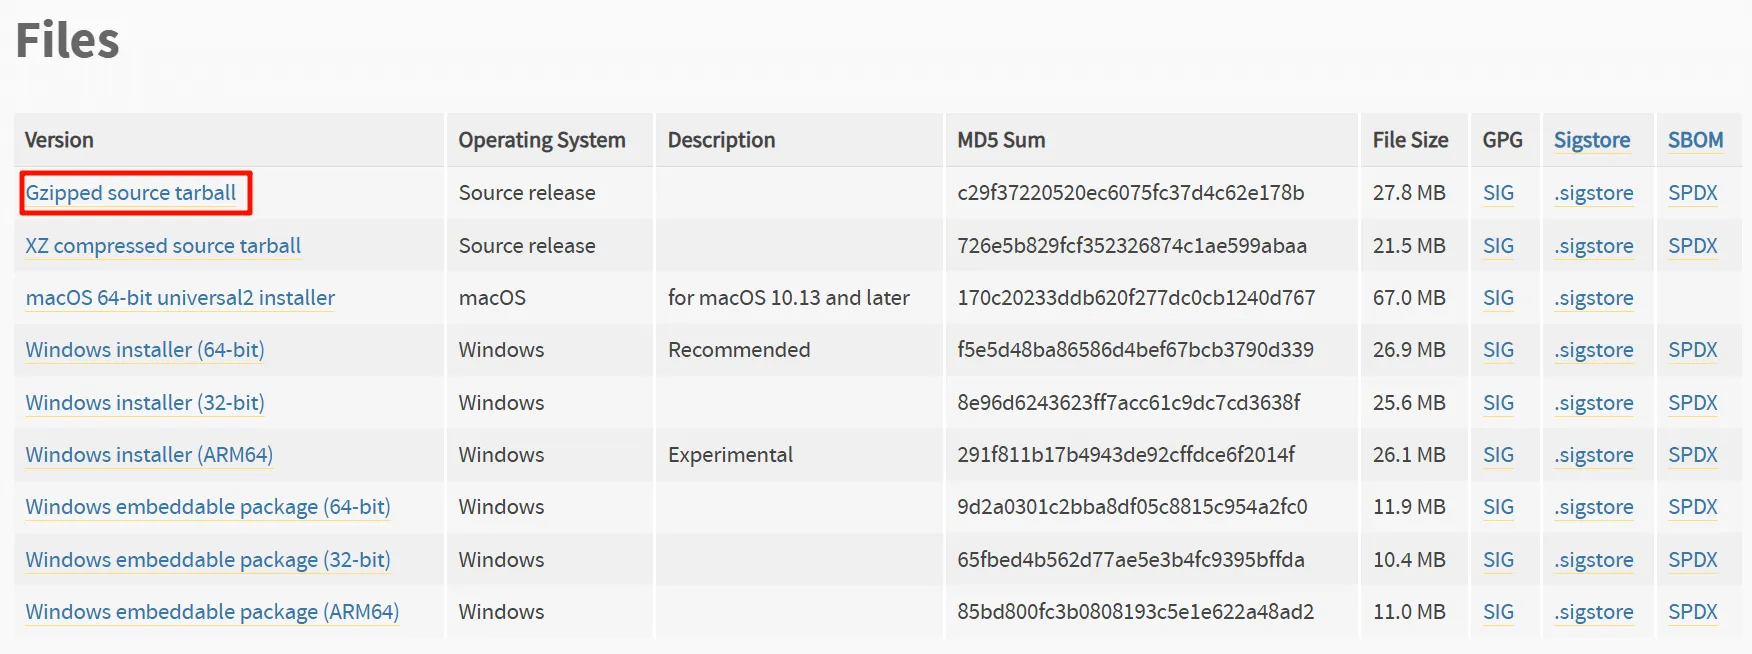 Files
Version Operating System Description MD5 Sum File Size GPG Sigstore SBOM
Gzipped source tarball Source release c29f37220520ec6075fc37d4c62e178b 27.8 MB SIG .sigstore SPDX
XZ compressed source tarball Source release 726e5b829fcf352326874c1ae599abaa 21.5 MB SIG .sigstore SPDX
macOS 64-bit universal2 installer macOS for macOS 10.13 and later 170c20233ddb620f277dc0cb1240d767 67.0 MB SIG .sigstore
Windows installer (64-bit) Windows Recommended f5e5d48ba86586d4bef67bcb3790d339 26.9 MB SIG .sigstore SPDX
Windows installer (32-bit) Windows 8e96d6243623ff7acc61c9dc7cd3638f 25.6 MB SIG .sigstore SPDX
Windows installer (ARM64) Windows Experimental 291f811b17b4943de92cffdce6f2014f 26.1 MB SIG .sigstore SPDX
Windows embeddable package (64-bit) Windows 9d2a0301c2bba8df05c8815c954a2fc0 11.9 MB SIG .sigstore SPDX
Windows embeddable package (32-bit) Windows 65fbed4b562d77ae5e3b4fc9395bffda 10.4 MB SIG .sigstore SPDX
Windows embeddable package (ARM64) Windows 85bd800fc3b0808193c5e1e622a48ad2 11.0 MB SIG .sigstore SPDX